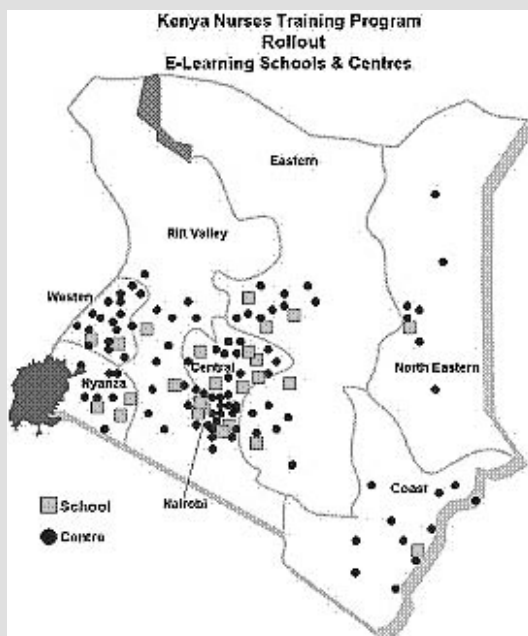 Kenya Nurses Training Program
Rollout
E-Learning Schools & Centres
Eastern
Rift Valley
Western
Central
North Eastern
Nyanza
Coast
School
Nairobi
Centre